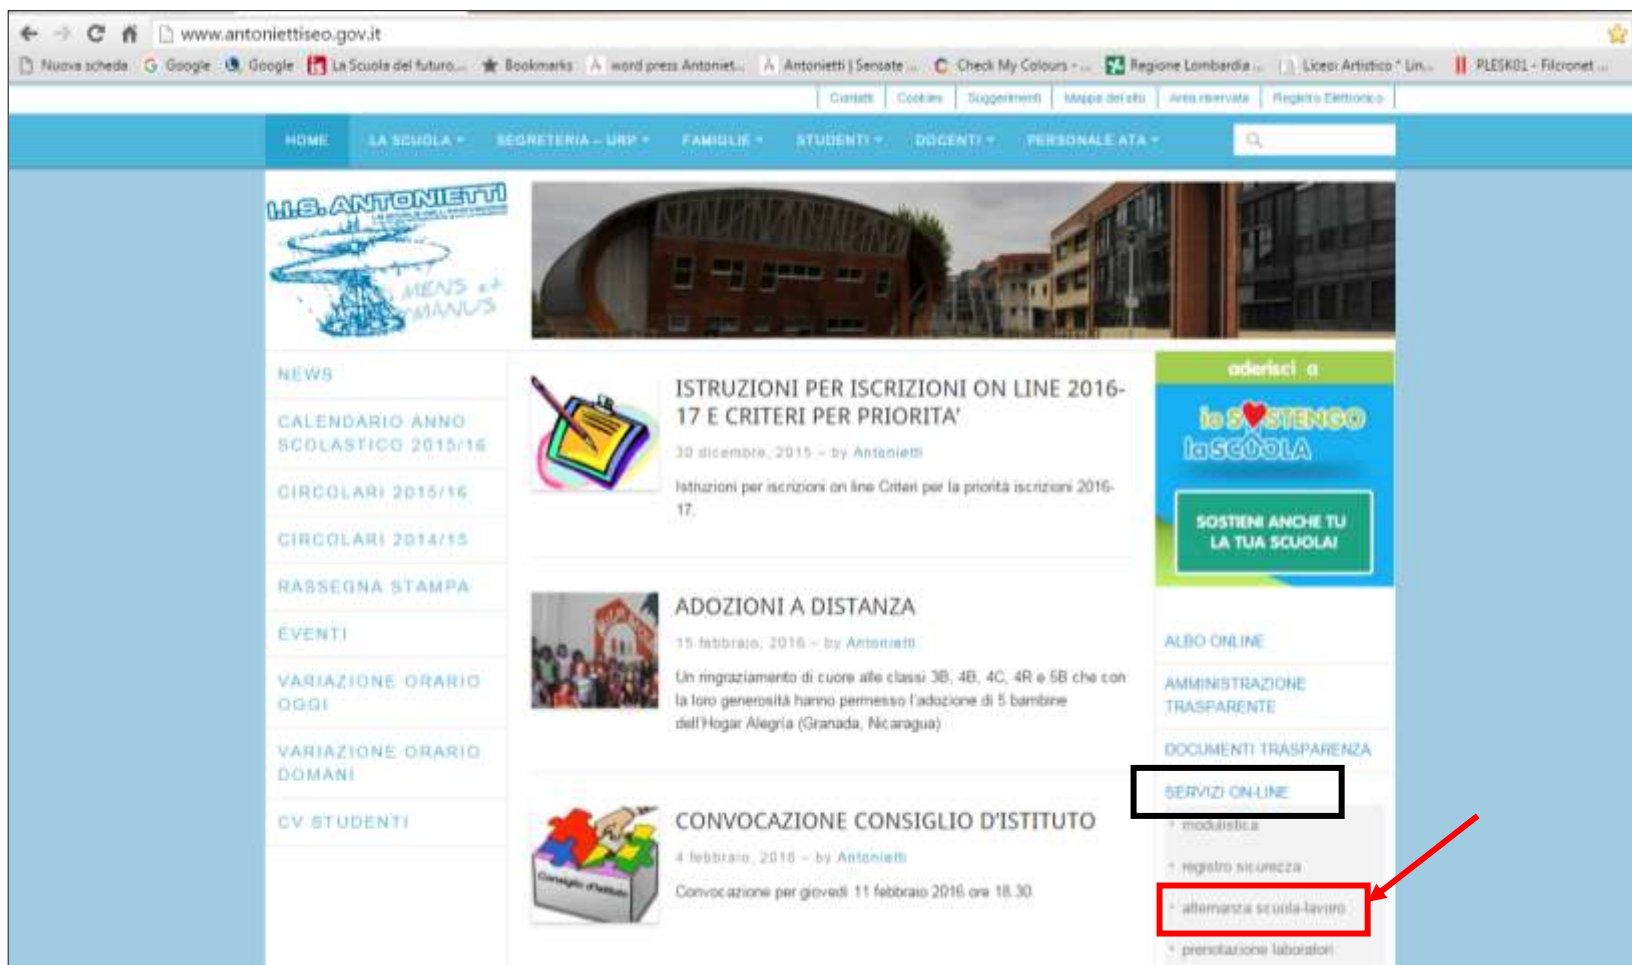 www.antoniettiseo.gov.it
Nuova scheda Google Google La Scuola del futuro... Bookmarks word press Antoniet... Antonietti | Sensate ... Check My Colours - ... Regione Lombardia ... Liceo Artistico " Lin... PLESK01 - Filcronet ...
Contatti Cookies Suggerimenti Mappa del sito Area riservata Registro Elettronico
HOME LA SCUOLA SEGRETERIA – URP FAMIGLIE STUDENTI DOCENTI PERSONALE ATA
I.I.S. ANTONIETTI
MENS et
MANUS
NEWS
CALENDARIO ANNO
SCOLASTICO 2015/16
CIRCOLARI 2015/16
CIRCOLARI 2014/15
RASSEGNA STAMPA
EVENTI
VARIAZIONE ORARIO
OGGI
VARIAZIONE ORARIO
DOMANI
CV STUDENTI
ISTRUZIONI PER ISCRIZIONI ON LINE 2016-
17 E CRITERI PER PRIORITA'
30 dicembre, 2015 – by Antonietti
Istruzioni per iscrizioni on line Criteri per la priorità iscrizioni 2016-
17.
ADOZIONI A DISTANZA
15 febbraio, 2016 – by Antonietti
Un ringraziamento di cuore alle classi 3B, 4B, 4C, 4R e 5B che con
la loro generosità hanno permesso l'adozione di 5 bambine
dell'Hogar Alegría (Granada, Nicaragua)
CONVOCAZIONE CONSIGLIO D'ISTITUTO
4 febbraio, 2016 – by Antonietti
Convocazione per giovedì 11 febbraio 2016 ore 18.30.
Consiglio d'Istituto
aderisci a
io SOSTENGO
la SCUOLA
SOSTIENI ANCHE TU
LA TUA SCUOLA!
ALBO ONLINE
AMMINISTRAZIONE
TRASPARENTE
DOCUMENTI TRASPARENZA
SERVIZI ON-LINE
modulistica
registro sicurezza
alternanza scuola-lavoro
prenotazione laboratori